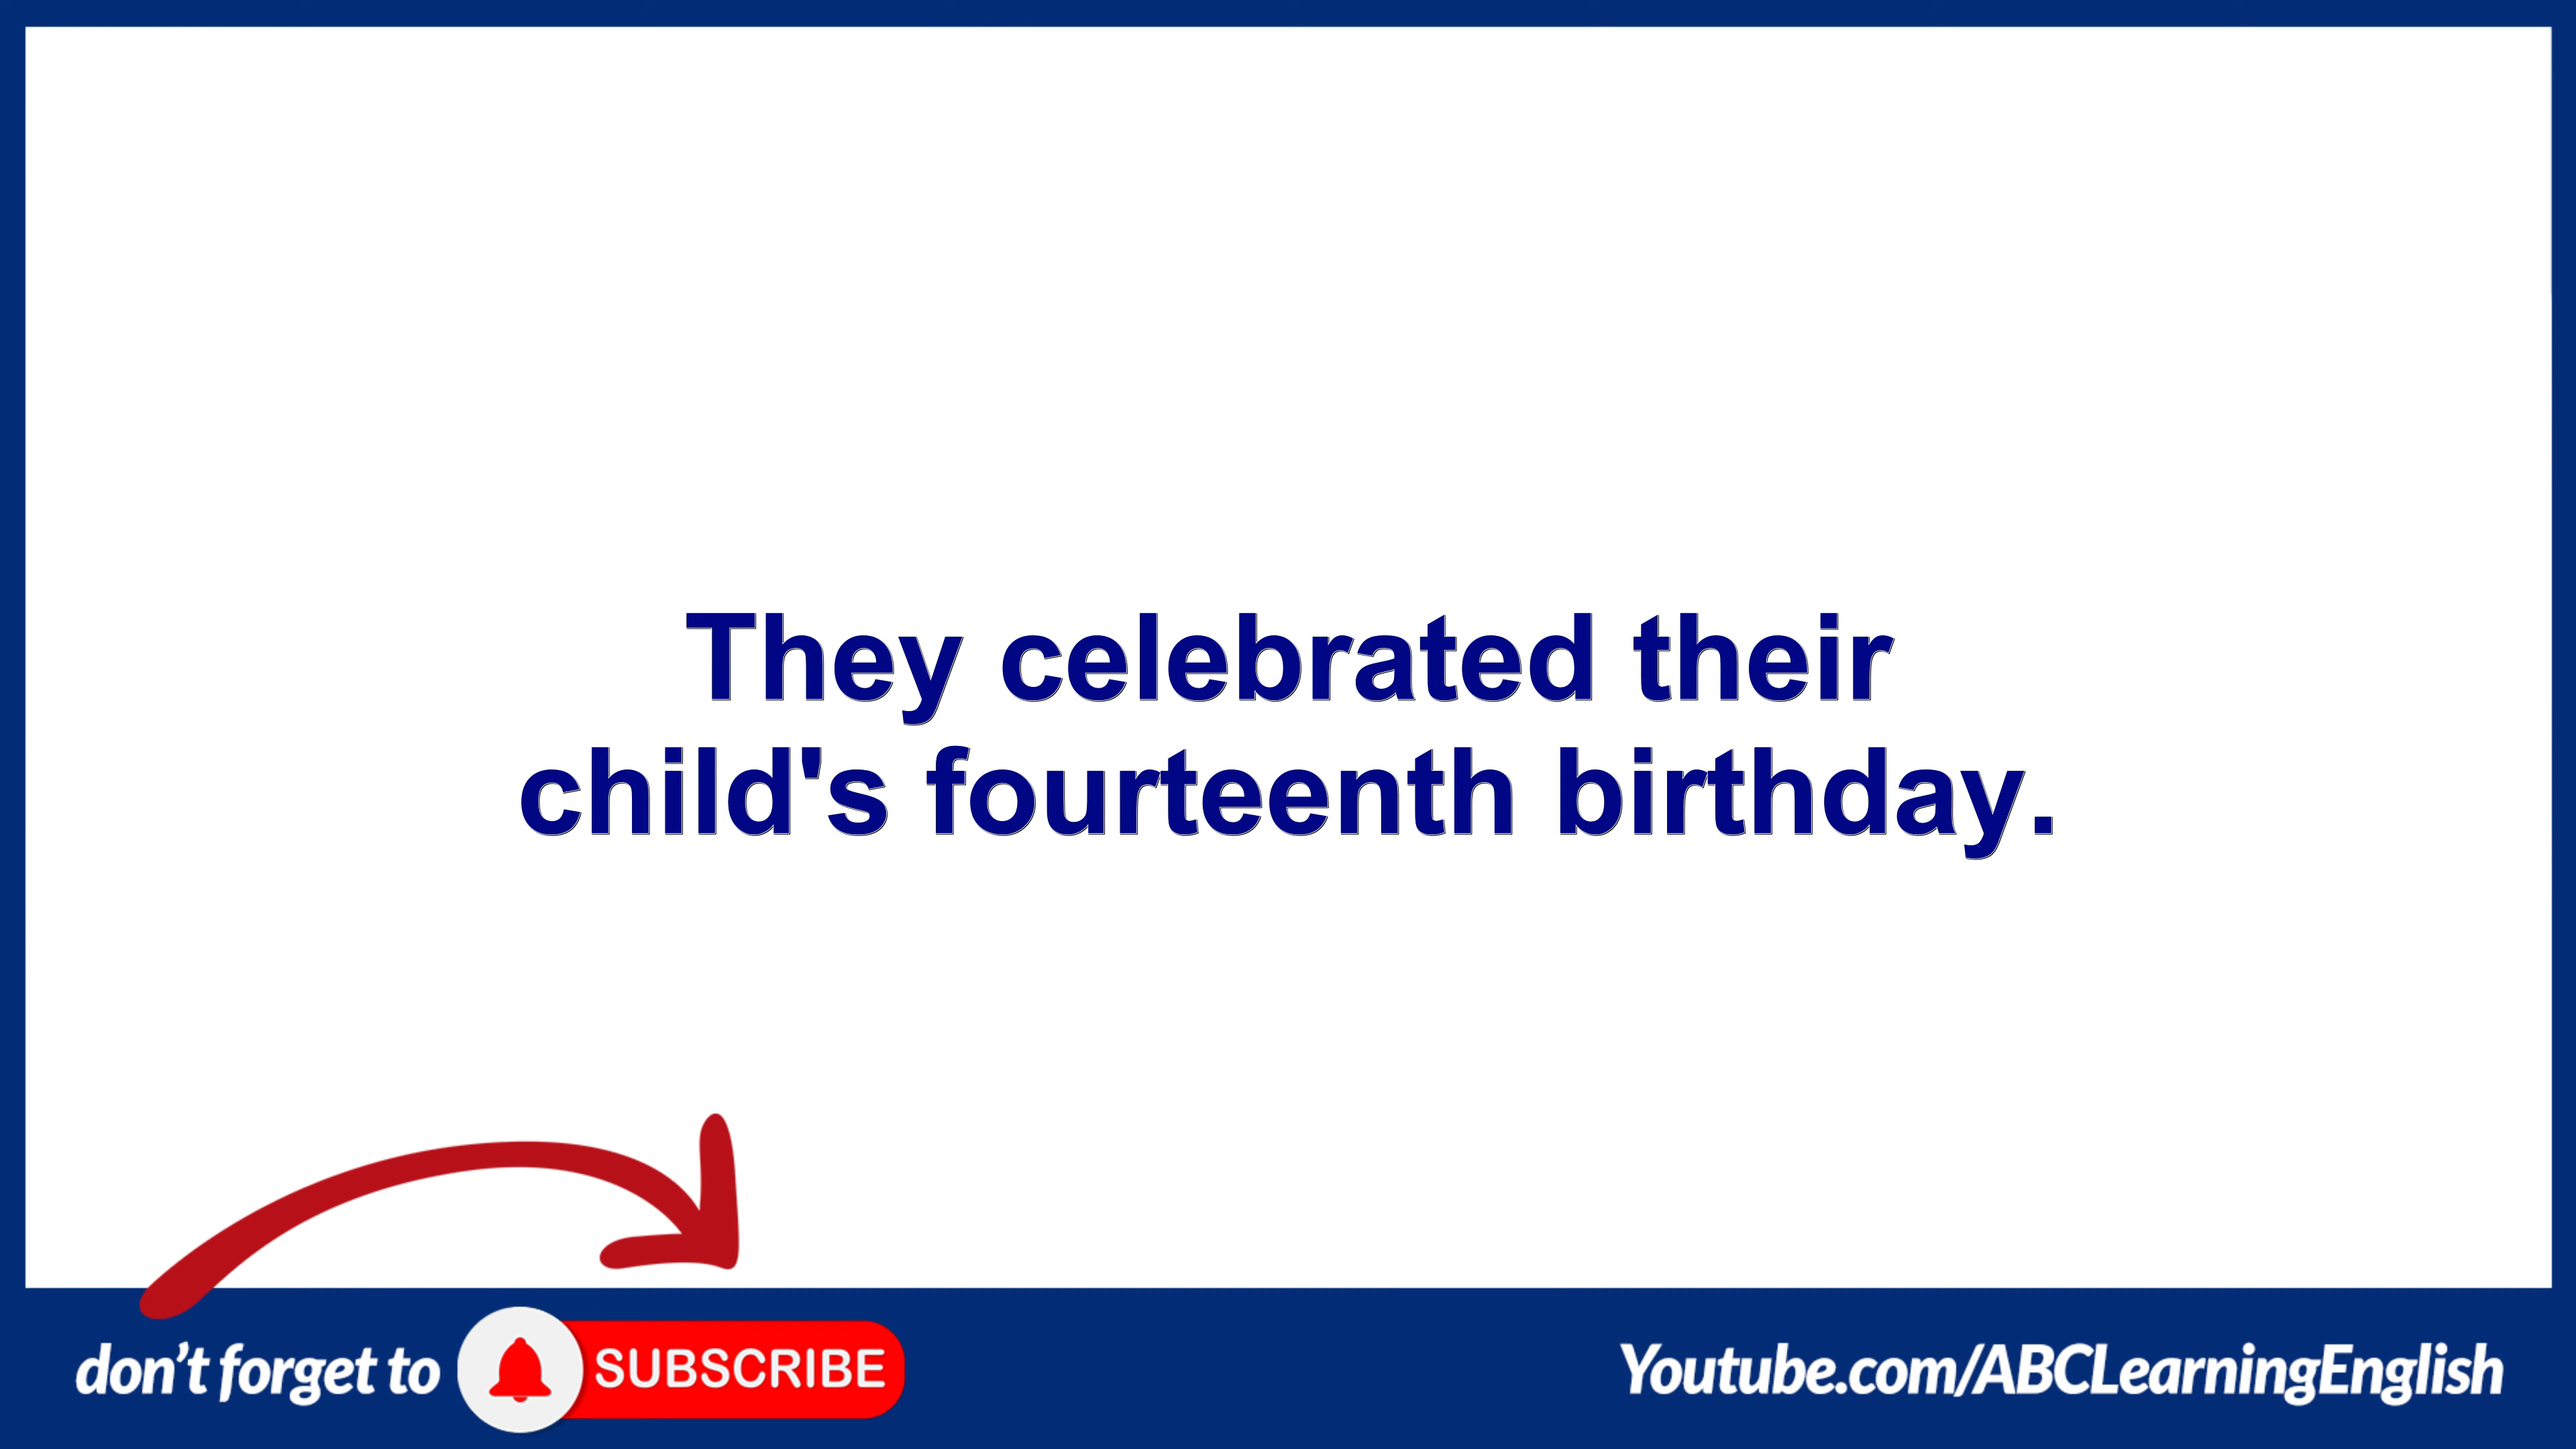 They celebrated their
child's fourteenth birthday.
don't forget to SUBSCRIBE Youtube.com/ABCLearningEnglish